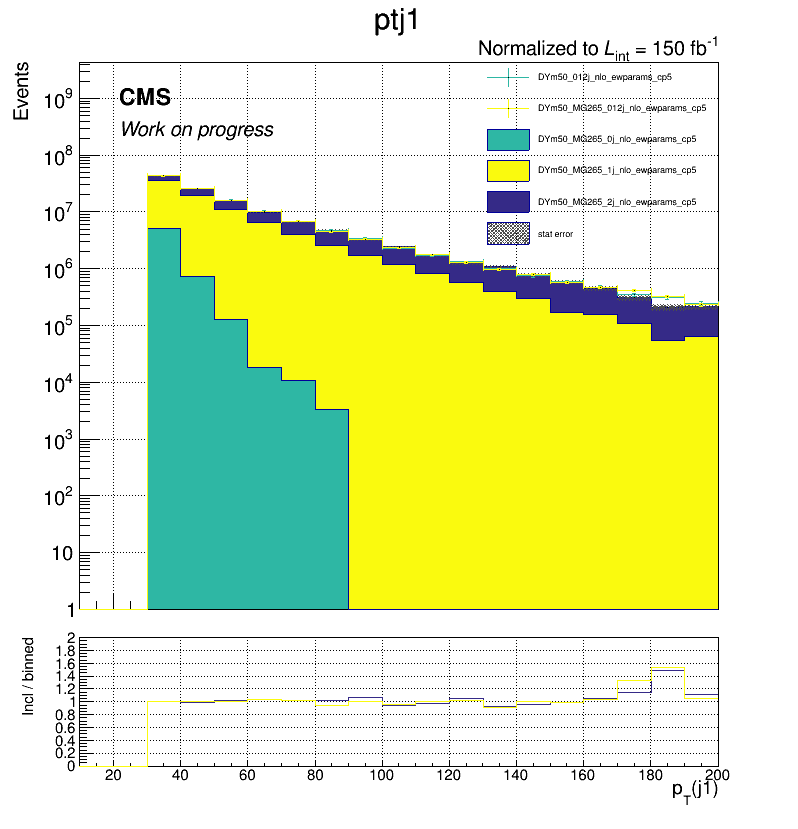 ptj1
Normalized to L_int = 150 fb^-1
Events
CMS
Work on progress
DYm50_012j_nlo_ewparams_cp5
DYm50_MG265_012j_nlo_ewparams_cp5
DYm50_MG265_0j_nlo_ewparams_cp5
DYm50_MG265_1j_nlo_ewparams_cp5
DYm50_MG265_2j_nlo_ewparams_cp5
stat error
10^9
10^8
10^7
10^6
10^5
10^4
10^3
10^2
10
1
Incl / binned
2
1.8
1.6
1.4
1.2
1
0.8
0.6
0.4
0.2
0
20 40 60 80 100 120 140 160 180 200
p_T(j1)